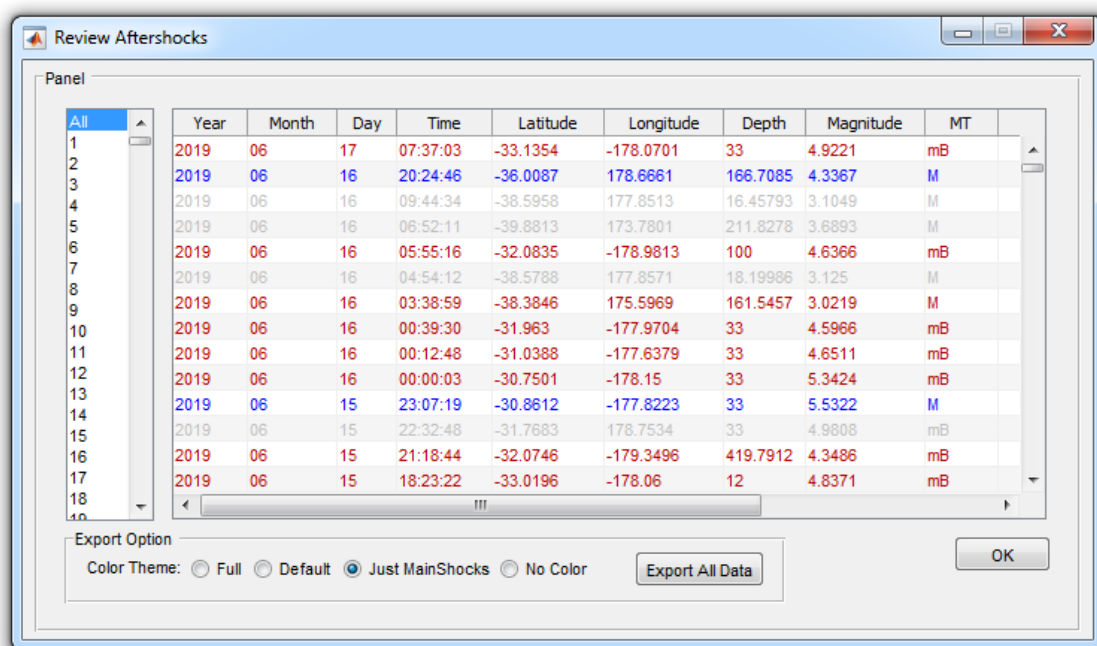 Review Aftershocks
Panel
All
1
2
3
4
5
6
7
8
9
10
11
12
13
14
15
16
17
18
19
Year Month Day Time Latitude Longitude Depth Magnitude MT
2019 06 17 07:37:03 -33.1354 -178.0701 33 4.9221 mB
2019 06 16 20:24:46 -36.0087 178.6661 166.7085 4.3367 M
2019 06 16 09:44:34 -38.5958 177.8513 16.45793 3.1049 M
2019 06 16 06:52:11 -39.8813 173.7801 211.8278 3.6893 M
2019 06 16 05:55:16 -32.0835 -178.9813 100 4.6366 mB
2019 06 16 04:54:12 -38.5788 177.8571 18.19986 3.125 M
2019 06 16 03:38:59 -38.3846 175.5969 161.5457 3.0219 M
2019 06 16 00:39:30 -31.963 -177.9704 33 4.5966 mB
2019 06 16 00:12:48 -31.0388 -177.6379 33 4.6511 mB
2019 06 16 00:00:03 -30.7501 -178.15 33 5.3424 mB
2019 06 15 23:07:19 -30.8612 -177.8223 33 5.5322 M
2019 06 15 22:32:48 -31.7683 178.7534 33 4.9808 mB
2019 06 15 21:18:44 -32.0746 -179.3496 419.7912 4.3486 mB
2019 06 15 18:23:22 -33.0196 -178.06 12 4.8371 mB
Export Option
Color Theme: Full Default Just MainShocks No Color Export All Data
OK